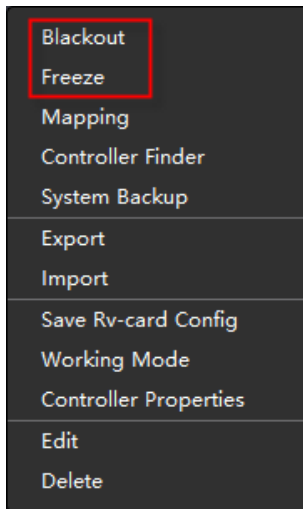 Blackout
Freeze
Mapping
Controller Finder
System Backup
Export
Import
Save Rv-card Config
Working Mode
Controller Properties
Edit
Delete